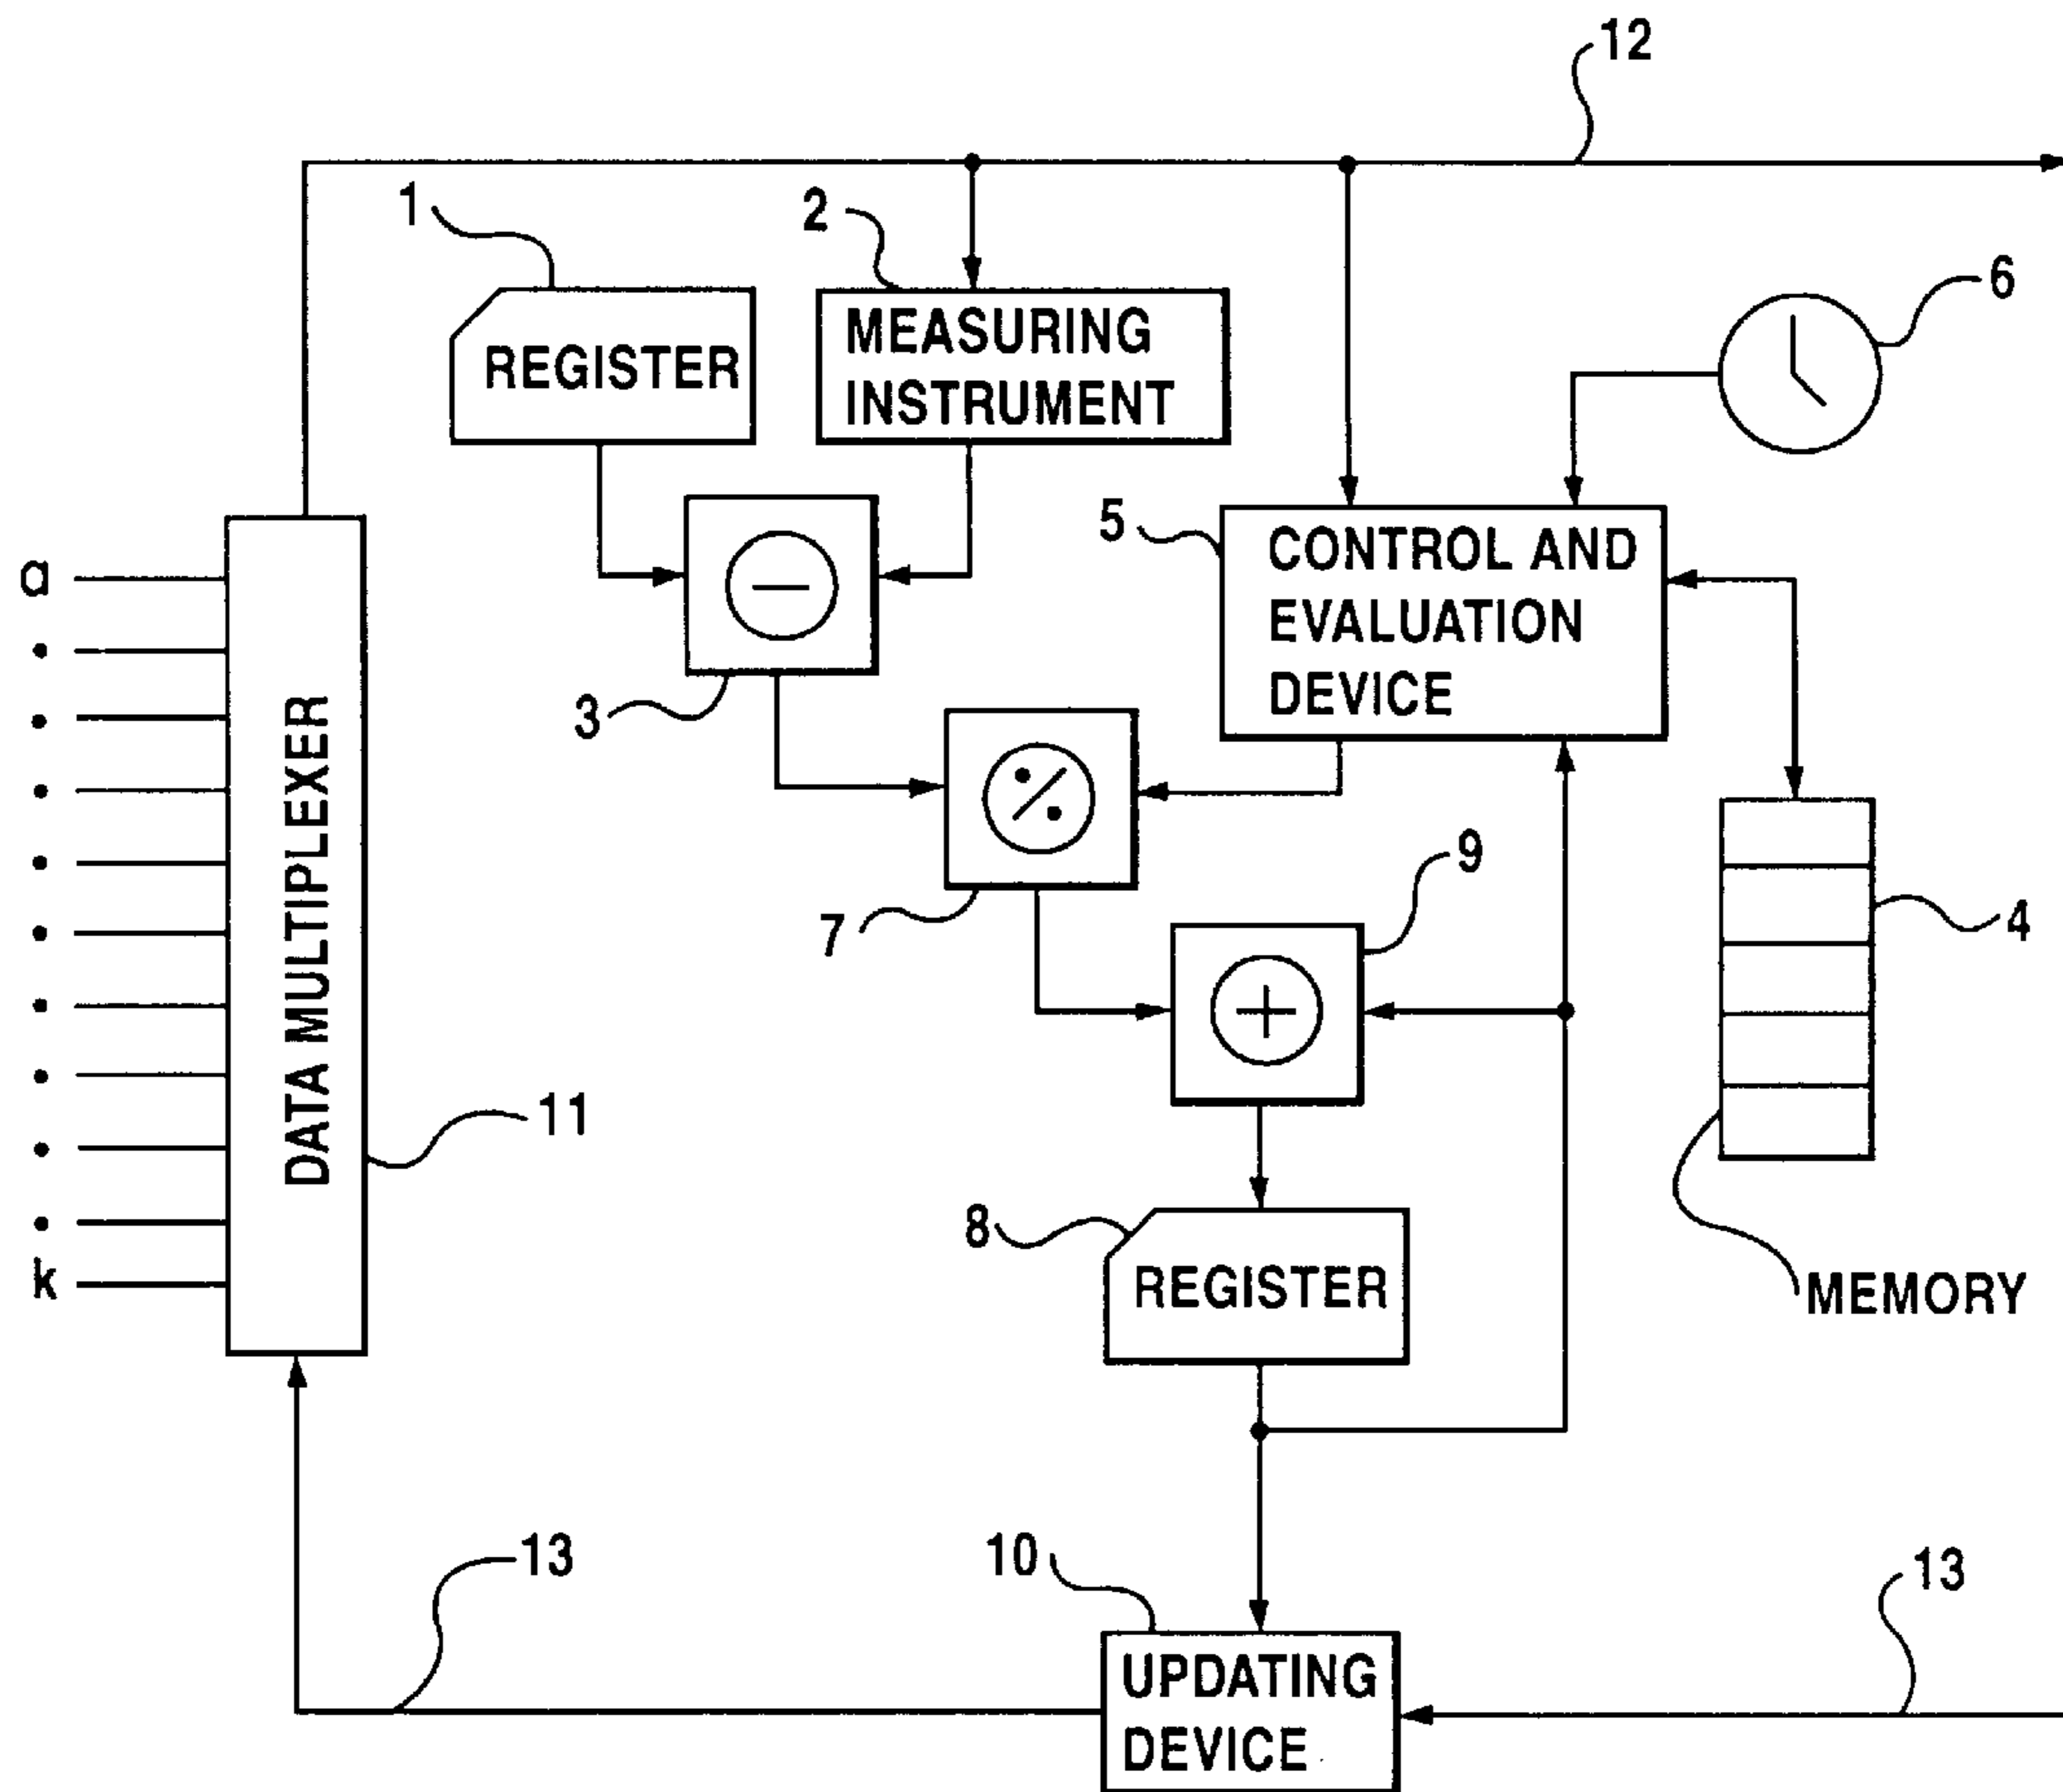 12
1
2
6
REGISTER
MEASURING
INSTRUMENT
5
CONTROL AND
EVALUATION
DEVICE
a
3
DATA MULTIPLEXER
9
7
4
11
8
REGISTER
k
MEMORY
13
10
13
UPDATING
DEVICE